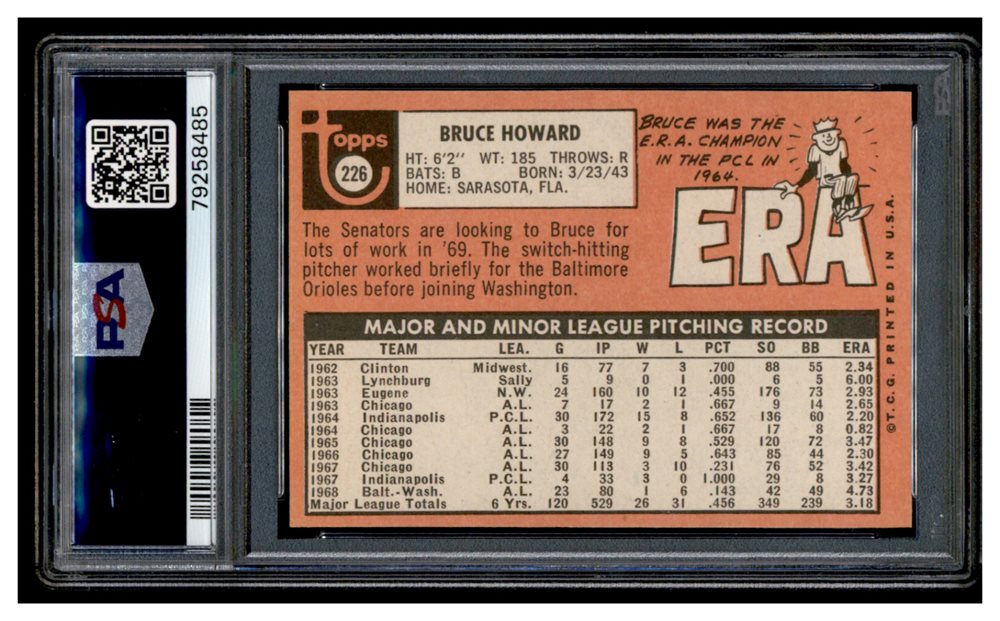 79258485
PSA
PSA
topps
226
BRUCE HOWARD
HT: 6'2" WT: 185 THROWS: R
BATS: B BORN: 3/23/43
HOME: SARASOTA, FLA.
BRUCE WAS THE
E.R.A. CHAMPION
IN THE PCL IN
1964.
ERA
The Senators are looking to Bruce for
lots of work in '69. The switch-hitting
pitcher worked briefly for the Baltimore
Orioles before joining Washington.
MAJOR AND MINOR LEAGUE PITCHING RECORD
YEAR TEAM LEA. G IP W L PCT SO BB ERA
1962 Clinton Midwest. 16 77 7 3 .700 88 55 2.34
1963 Lynchburg Sally 5 9 0 1 .000 6 5 6.00
1963 Eugene N.W. 24 160 10 12 .455 176 73 2.93
1963 Chicago A.L. 7 17 2 1 .667 9 14 2.65
1964 Indianapolis P.C.L. 30 172 15 8 .652 136 60 2.20
1964 Chicago A.L. 3 22 2 1 .667 17 8 0.82
1965 Chicago A.L. 30 148 9 8 .529 120 72 3.47
1966 Chicago A.L. 27 149 9 5 .643 85 44 2.30
1967 Chicago A.L. 30 113 3 10 .231 76 52 3.42
1967 Indianapolis P.C.L. 4 33 3 0 1.000 29 8 3.27
1968 Balt.-Wash. A.L. 23 80 1 6 .143 42 49 4.73
Major League Totals 6 Yrs. 120 529 26 31 .456 349 239 3.18
©T.C.G. PRINTED IN U.S.A.